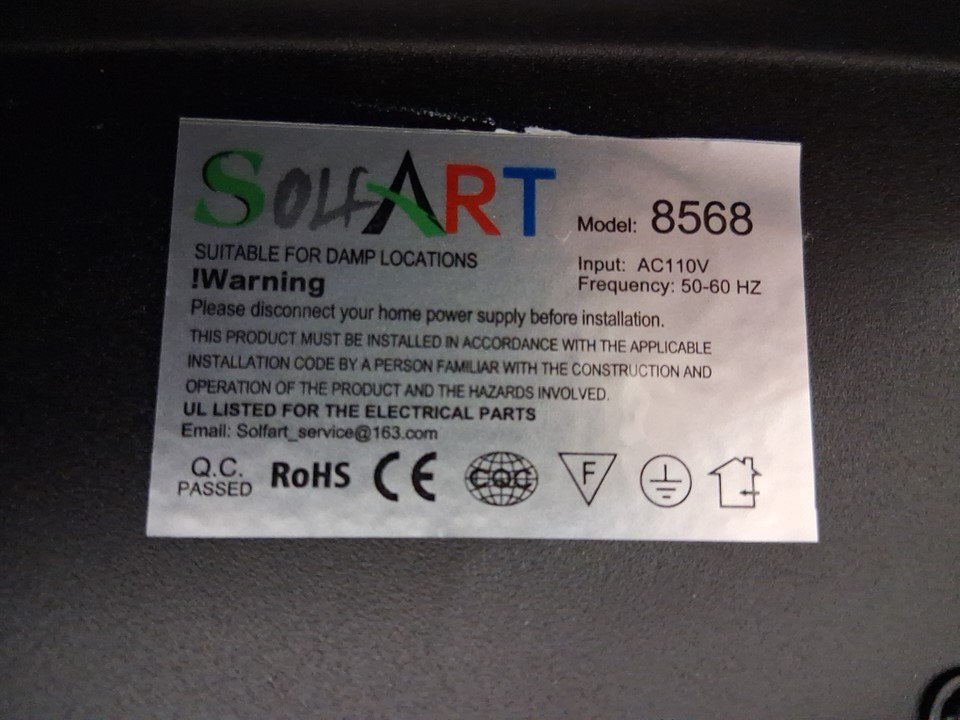 SOLFART
Model: 8568
SUITABLE FOR DAMP LOCATIONS
Input: AC110V
!Warning
Frequency: 50-60 HZ
Please disconnect your home power supply before installation.
THIS PRODUCT MUST BE INSTALLED IN ACCORDANCE WITH THE APPLICABLE
INSTALLATION CODE BY A PERSON FAMILIAR WITH THE CONSTRUCTION AND
OPERATION OF THE PRODUCT AND THE HAZARDS INVOLVED.
UL LISTED FOR THE ELECTRICAL PARTS
Email: Solfart_service@163.com
Q.C. PASSED RoHS CE CQC F